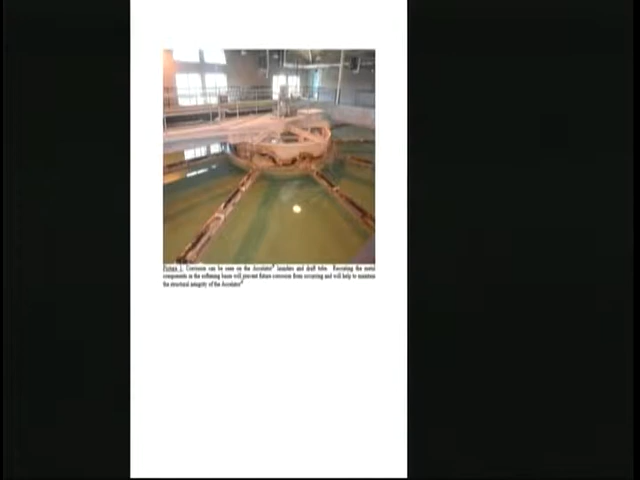 Picture 1. Corrosion can be seen on the Accelator® launders and draft tube. Recoating the metal
components in the softening basin will prevent future corrosion from occurring and will help to maintain
the structural integrity of the Accelator®